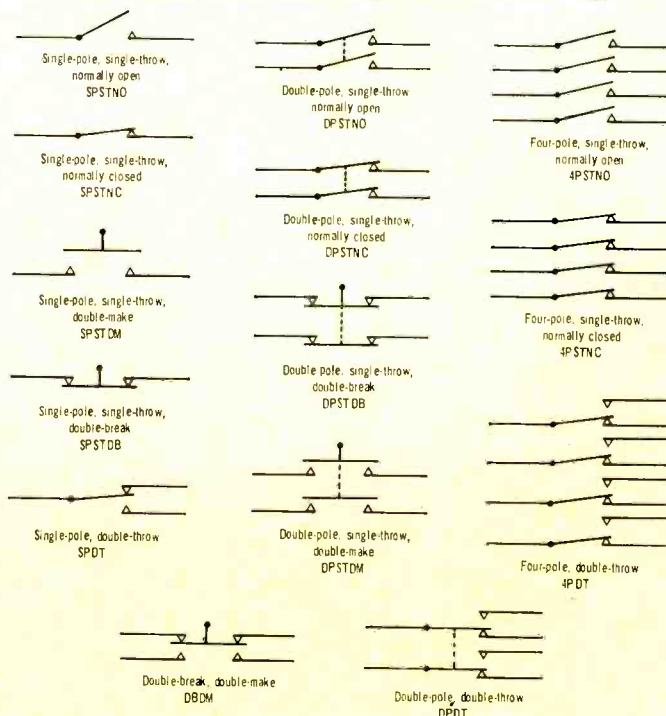 Single-pole, single-throw,
normally open
SPSTNO
Single-pole, single-throw,
normally closed
SPSTNC
Single-pole, single-throw,
double-make
SPSTDM
Single-pole, single-throw,
double-break
SPSTDB
Single-pole, double-throw
SPDT
Double-pole, single-throw
normally open
DPSTNO
Double-pole, single-throw,
normally closed
DPSTNC
Double pole, single-throw,
double-break
DPSTDB
Double-pole, single-throw,
double-make
DPSTDM
Four-pole, single-throw,
normally open
4PSTNO
Four-pole, single-throw,
normally closed
4PSTNC
Four-pole, double-throw
4PDT
Double-break, double-make
DBDM
Double-pole, double-throw
DPDT